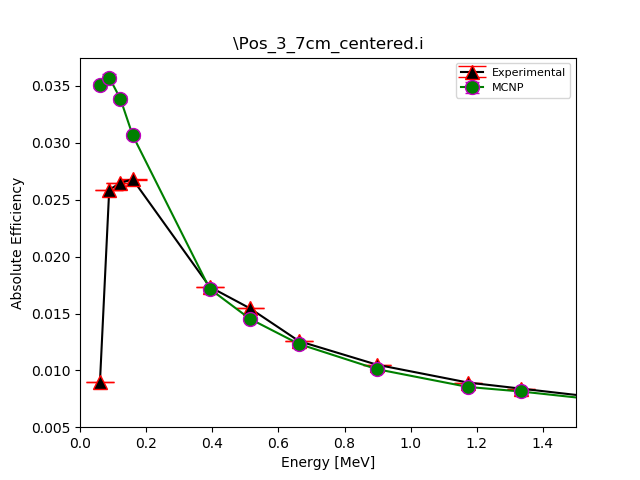 \Pos_3_7cm_centered.i
Experimental
MCNP
Absolute Efficiency
0.035
0.030
0.025
0.020
0.015
0.010
0.005
0.0 0.2 0.4 0.6 0.8 1.0 1.2 1.4
Energy [MeV]